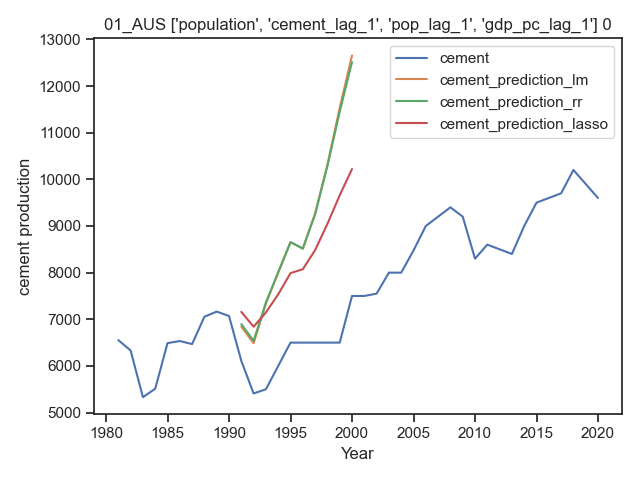 01_AUS ['population', 'cement_lag_1', 'pop_lag_1', 'gdp_pc_lag_1'] 0
13000
12000
11000
10000
9000
8000
7000
6000
5000
cement production
cement
cement_prediction_lm
cement_prediction_rr
cement_prediction_lasso
1980 1985 1990 1995 2000 2005 2010 2015 2020
Year